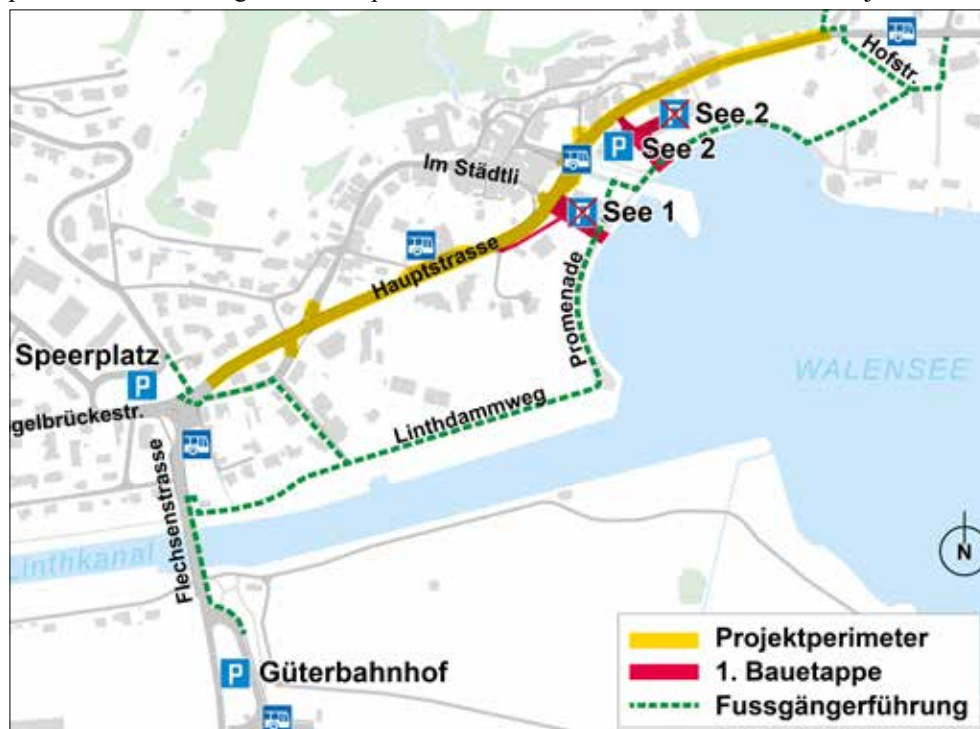 Hofstr.
See 2
P
See 2
Im Städtli
See 1
Hauptstrasse
Promenade
Speerplatz
P
WALENSEE
gelbrückestr.
Linthdammweg
Flechsenstrasse
Linthkanal
N
Projektperimeter
P
Güterbahnhof
1. Bauetappe
Fussgängerführung